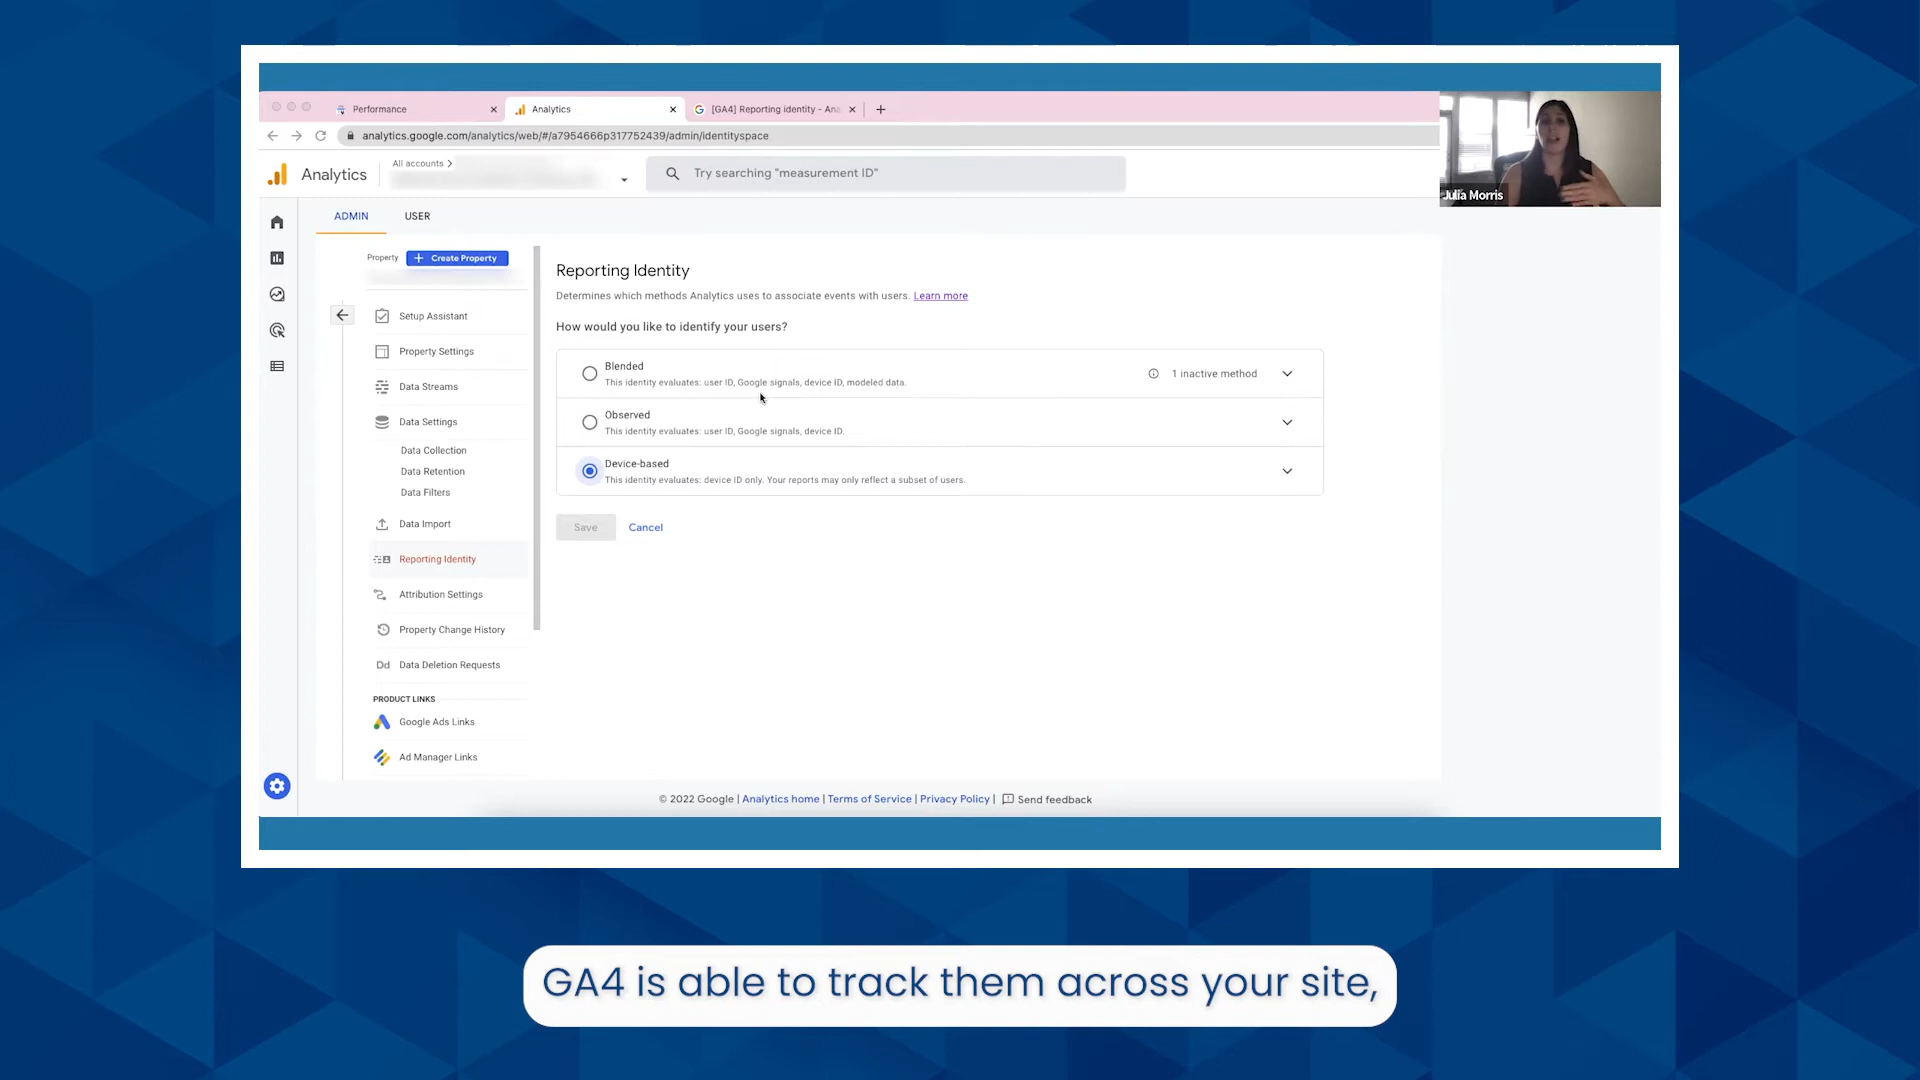 Performance
Analytics
[GA4] Reporting identity - Ana
analytics.google.com/analytics/web/#/a7954666p317752439/admin/identityspace
Analytics
All accounts
Try searching "measurement ID"
Julia Morris
ADMIN
USER
Property
Create Property
Setup Assistant
Property Settings
Data Streams
Data Settings
Data Collection
Data Retention
Data Filters
Data Import
Reporting Identity
Attribution Settings
Property Change History
Dd Data Deletion Requests
PRODUCT LINKS
Google Ads Links
Ad Manager Links
Reporting Identity
Determines which methods Analytics uses to associate events with users. Learn more
How would you like to identify your users?
Blended
This identity evaluates: user ID, Google signals, device ID, modeled data.
1 inactive method
Observed
This identity evaluates: user ID, Google signals, device ID.
Device-based
This identity evaluates: device ID only. Your reports may only reflect a subset of users.
Save
Cancel
© 2022 Google | Analytics home | Terms of Service | Privacy Policy | Send feedback
GA4 is able to track them across your site,